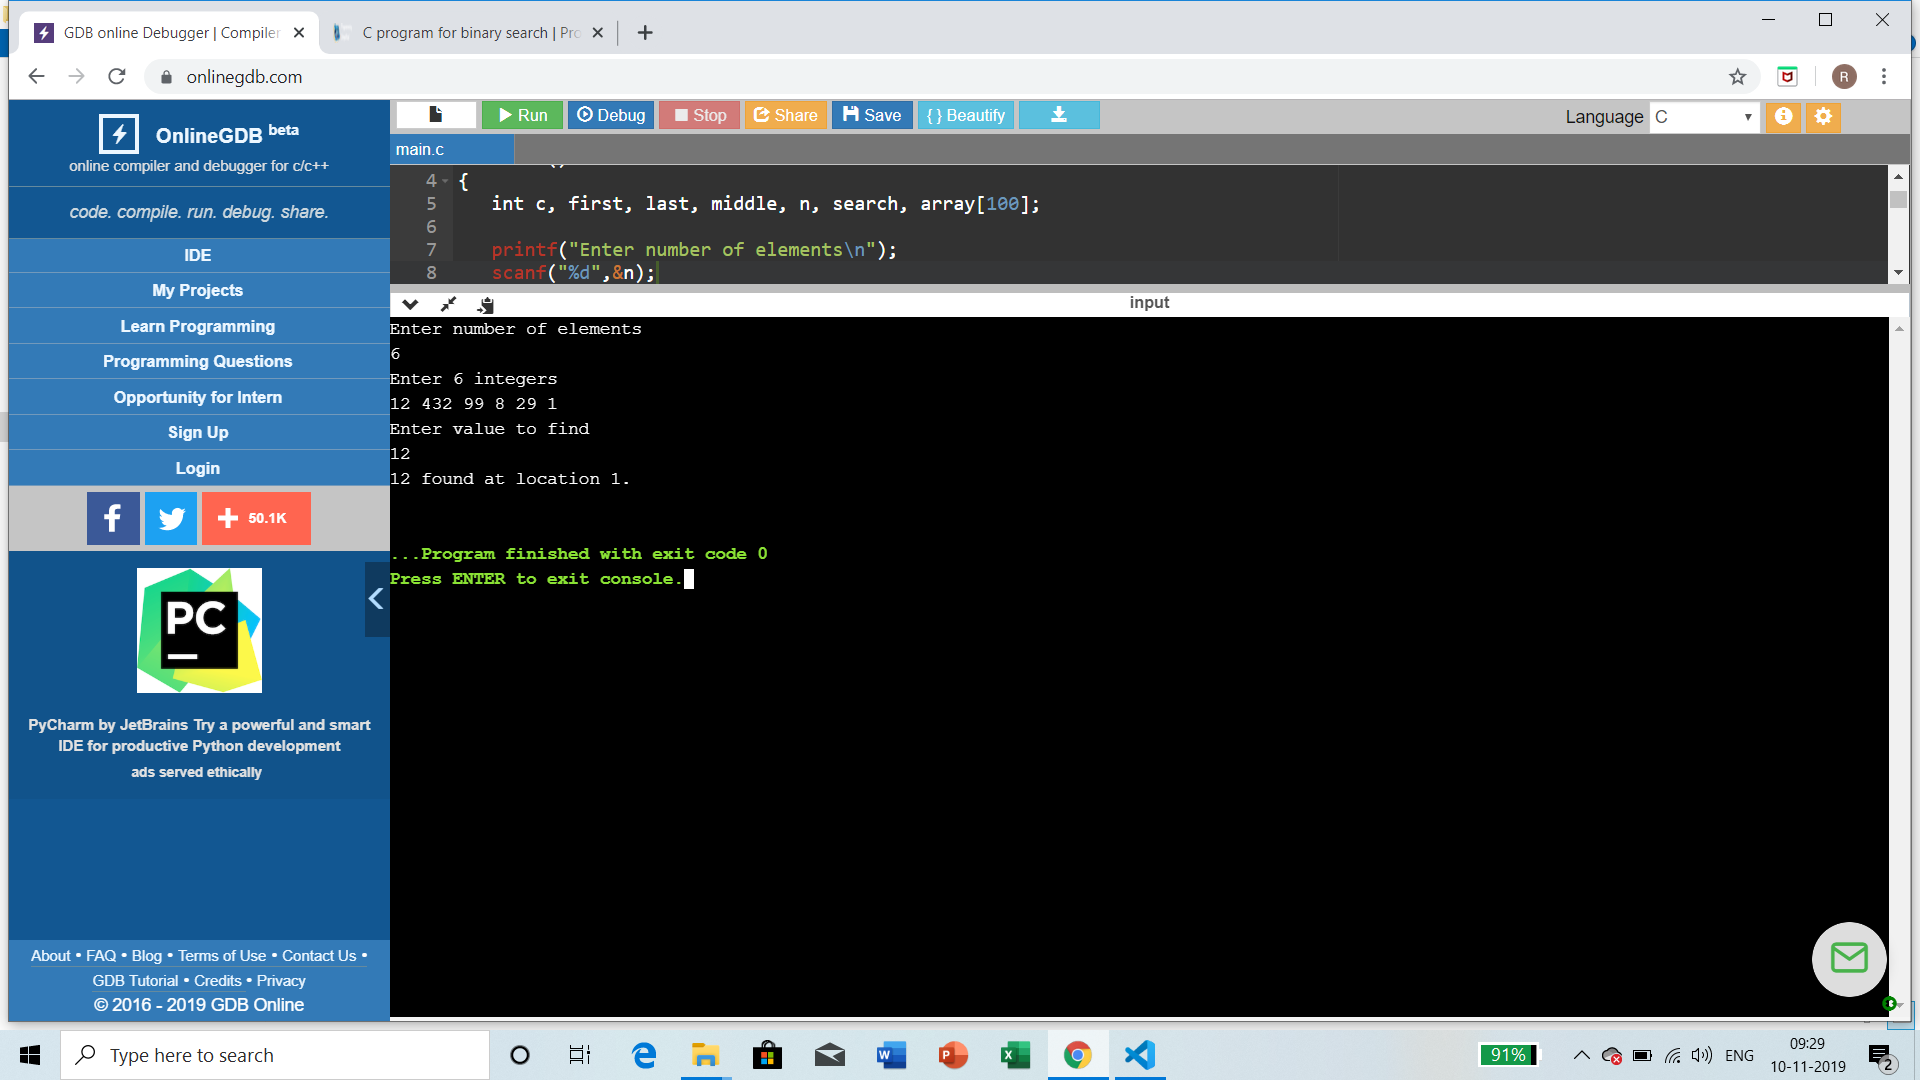 GDB online Debugger | Compiler
C program for binary search | Pro
onlinegdb.com
R
OnlineGDB beta
online compiler and debugger for c/c++
code. compile. run. debug. share.
IDE
My Projects
Learn Programming
Programming Questions
Opportunity for Intern
Sign Up
Login
50.1K
PC
PyCharm by JetBrains Try a powerful and smart
IDE for productive Python development
ads served ethically
About • FAQ • Blog • Terms of Use • Contact Us •
GDB Tutorial • Credits • Privacy
© 2016 - 2019 GDB Online
Run
Debug
Stop
Share
Save
{ } Beautify
Language C
main.c
4 {
5 int c, first, last, middle, n, search, array[100];
6
7 printf("Enter number of elements\n");
8 scanf("%d",&n);
input
Enter number of elements
6
Enter 6 integers
12 432 99 8 29 1
Enter value to find
12
12 found at location 1.
...Program finished with exit code 0
Press ENTER to exit console.
Type here to search
91%
ENG
09:29
10-11-2019
2